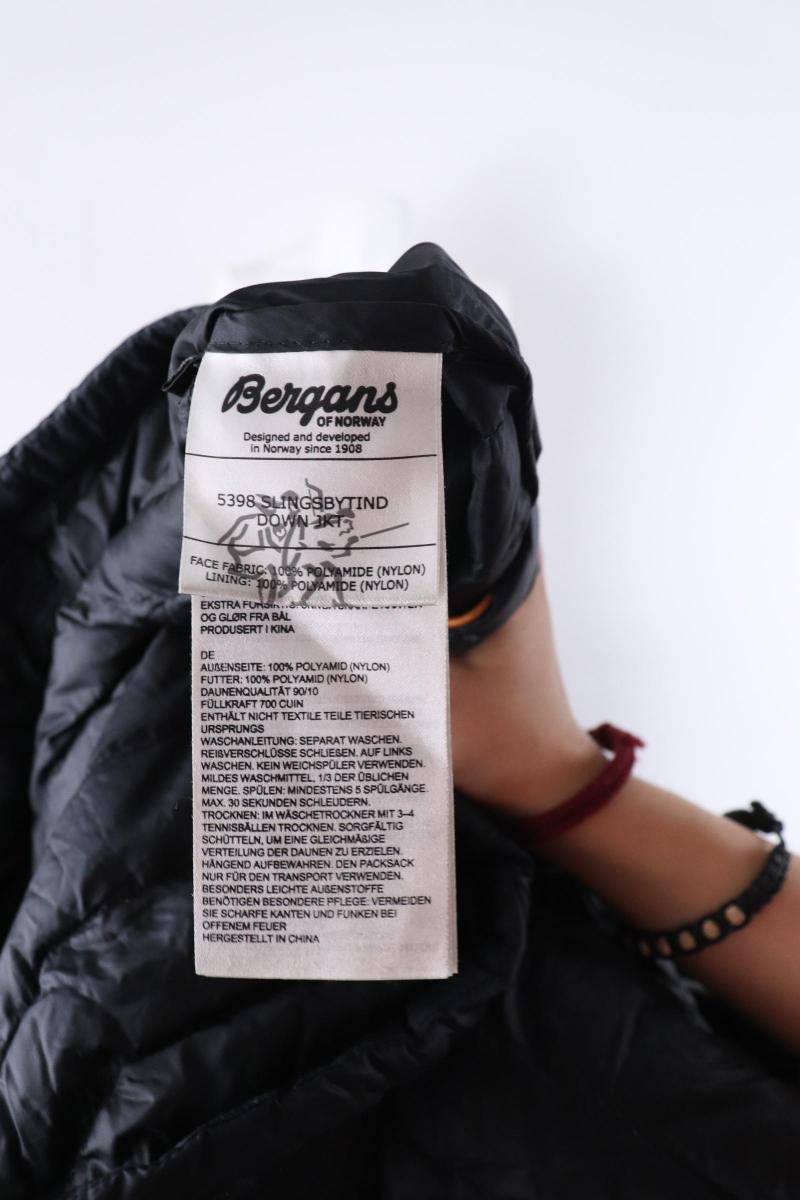 Bergans
OF NORWAY
Designed and developed
in Norway since 1908
5398 SLINGSBYTIND
DOWN JKT
FACE FABRIC: 100% POLYAMIDE (NYLON)
LINING: 100% POLYAMIDE (NYLON)
EKSTRA
OG GLØR FRA BÅL
PRODUSERT I KINA
DE
AUßENSEITE: 100% POLYAMID (NYLON)
FUTTER: 100% POLYAMID (NYLON)
DAUNENQUALITÄT 90/10
FÜLLKRAFT 700 CUIN
ENTHÄLT NICHT TEXTILE TEILE TIERISCHEN
URSPRUNGS
WASCHANLEITUNG: SEPARAT WASCHEN.
REIßVERSCHLÜSSE SCHLIEßEN. AUF LINKS
WASCHEN. KEIN WEICHSPÜLER VERWENDEN.
MILDES WASCHMITTEL, 1/3 DER ÜBLICHEN
MENGE. SPÜLEN: MINDESTENS 5 SPÜLGÄNGE.
MAX. 30 SEKUNDEN SCHLEUDERN.
TROCKNEN: IM WÄSCHETROCKNER MIT 3–4
TENNISBÄLLEN TROCKNEN. SORGFÄLTIG
SCHÜTTELN, UM EINE GLEICHMÄßIGE
VERTEILUNG DER DAUNEN ZU ERZIELEN.
HÄNGEND AUFBEWAHREN. DEN PACKSACK
NUR FÜR DEN TRANSPORT VERWENDEN.
BESONDERS LEICHTE AUßENSTOFFE
BENÖTIGEN BESONDERE PFLEGE: VERMEIDEN
SIE SCHARFE KANTEN UND FUNKEN BEI
OFFENEM FEUER
HERGESTELLT IN CHINA